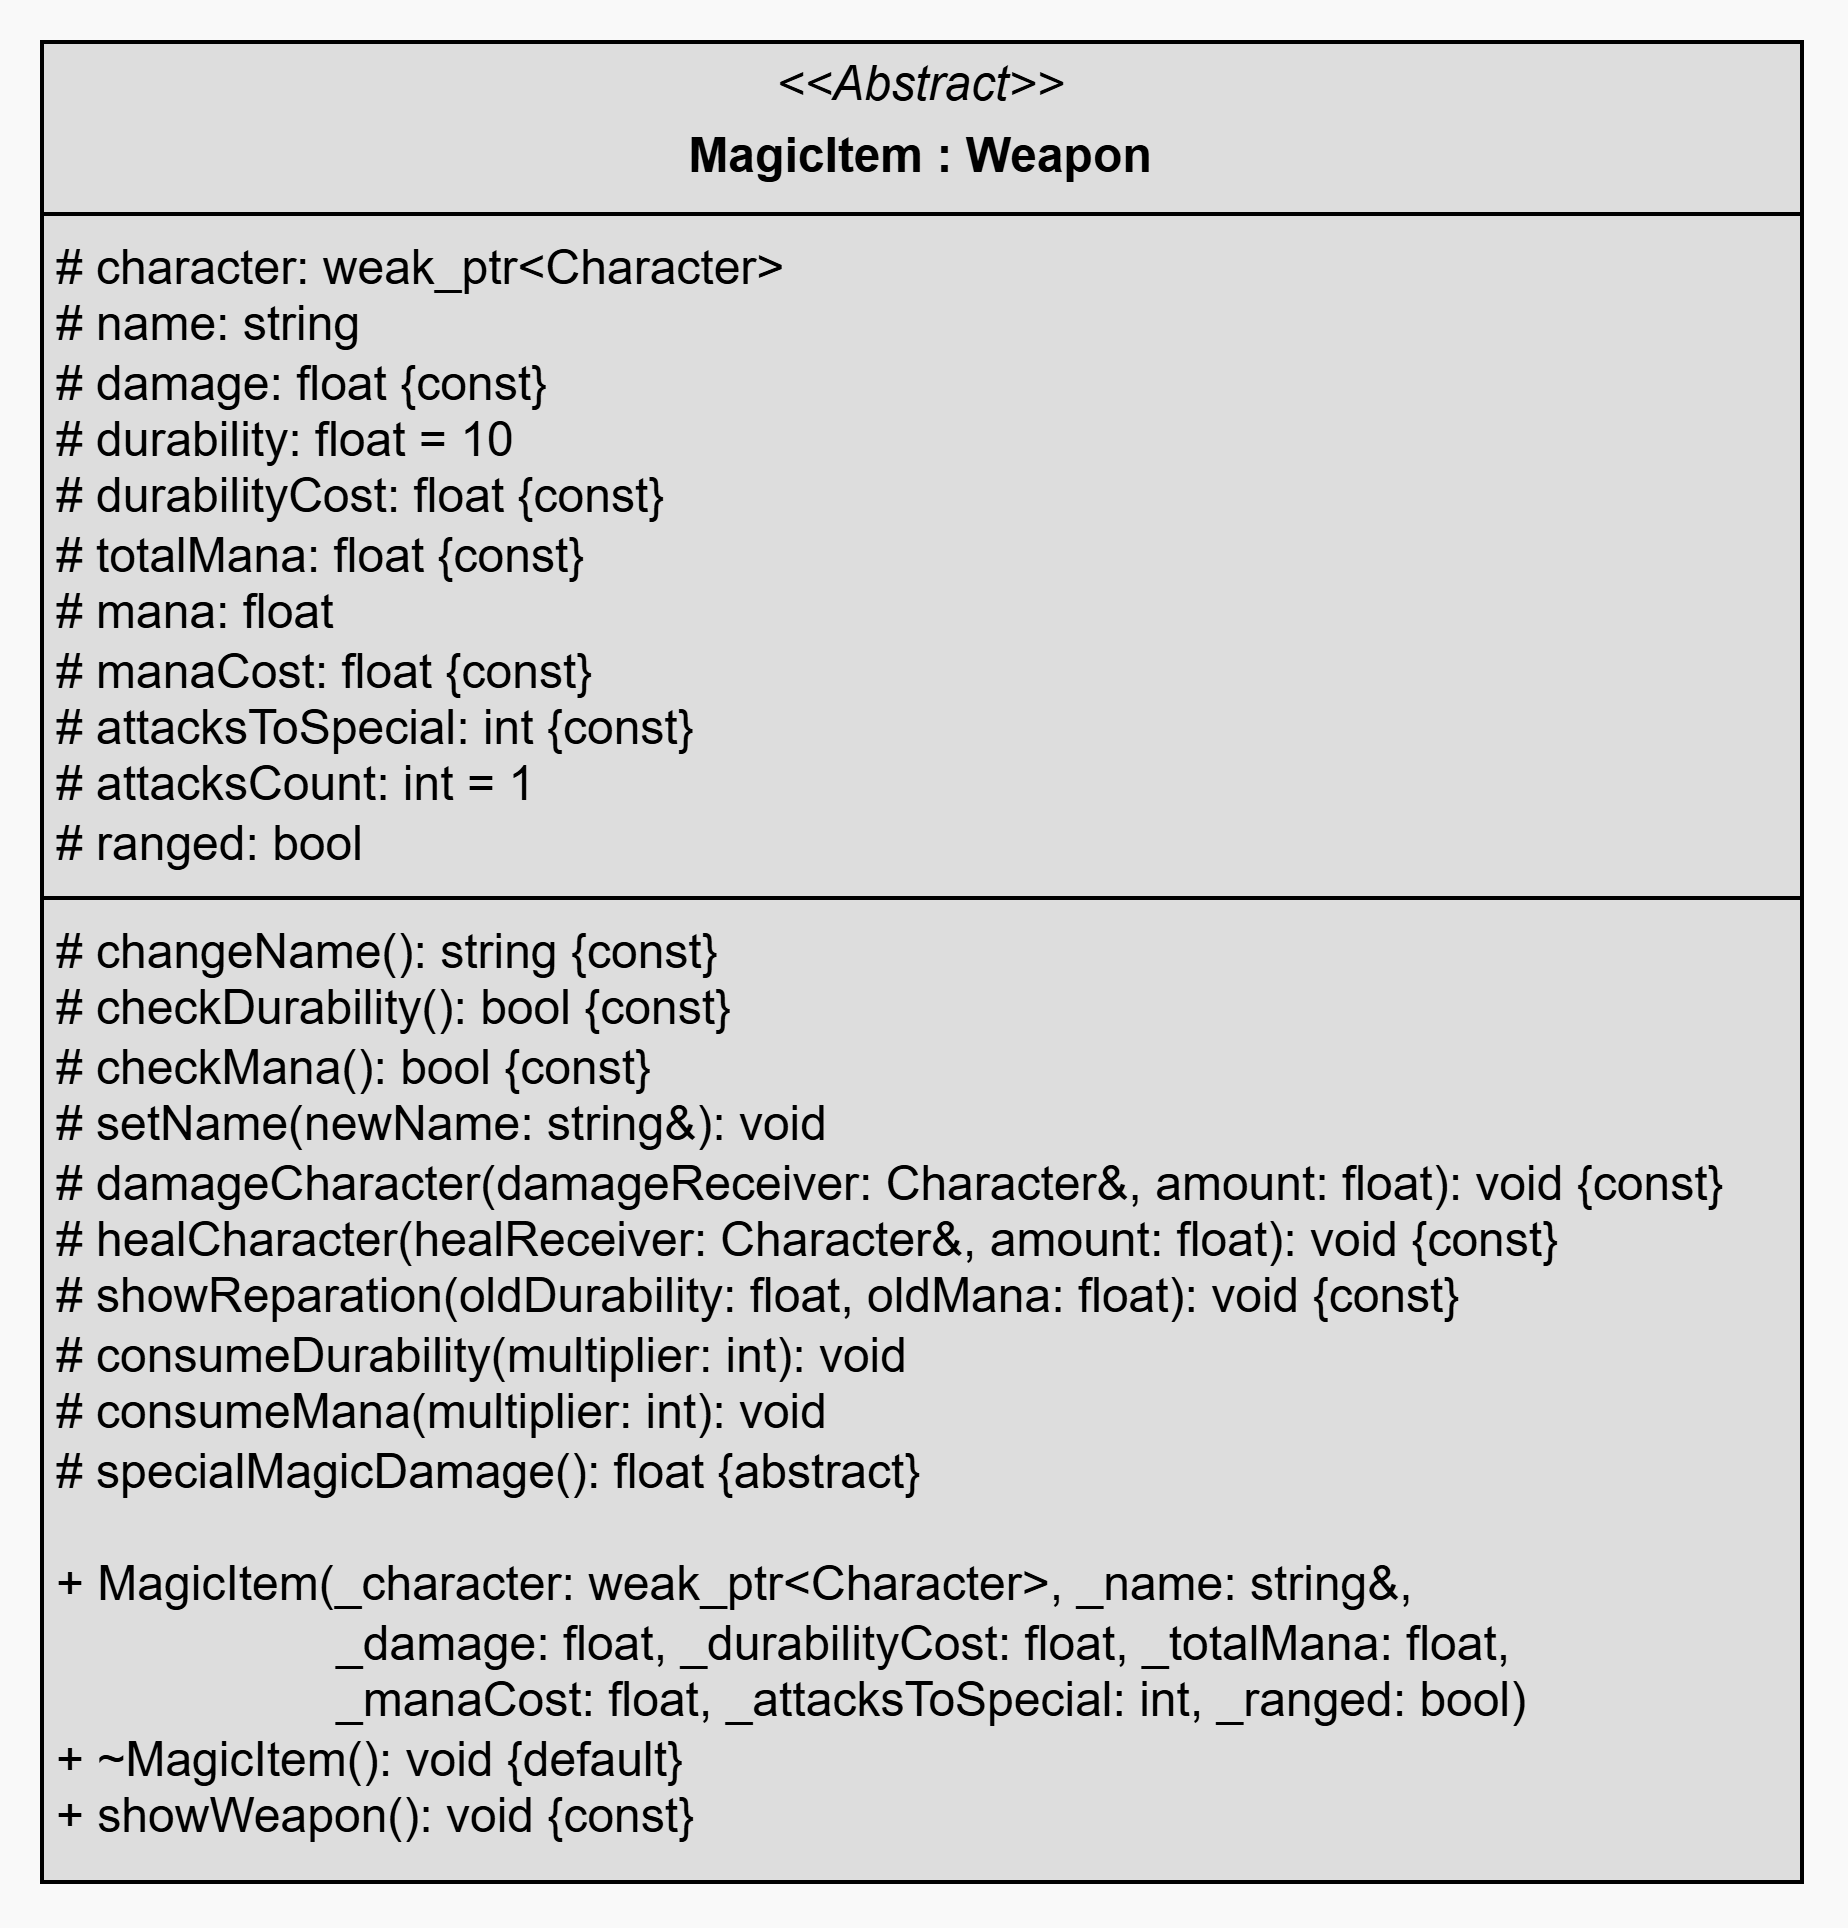 <<Abstract>>
MagicItem : Weapon
# character: weak_ptr<Character>
# name: string
# damage: float {const}
# durability: float = 10
# durabilityCost: float {const}
# totalMana: float {const}
# mana: float
# manaCost: float {const}
# attacksToSpecial: int {const}
# attacksCount: int = 1
# ranged: bool
# changeName(): string {const}
# checkDurability(): bool {const}
# checkMana(): bool {const}
# setName(newName: string&): void
# damageCharacter(damageReceiver: Character&, amount: float): void {const}
# healCharacter(healReceiver: Character&, amount: float): void {const}
# showReparation(oldDurability: float, oldMana: float): void {const}
# consumeDurability(multiplier: int): void
# consumeMana(multiplier: int): void
# specialMagicDamage(): float {abstract}
+ MagicItem(_character: weak_ptr<Character>, _name: string&,
_damage: float, _durabilityCost: float, _totalMana: float,
_manaCost: float, _attacksToSpecial: int, _ranged: bool)
+ ~MagicItem(): void {default}
+ showWeapon(): void {const}